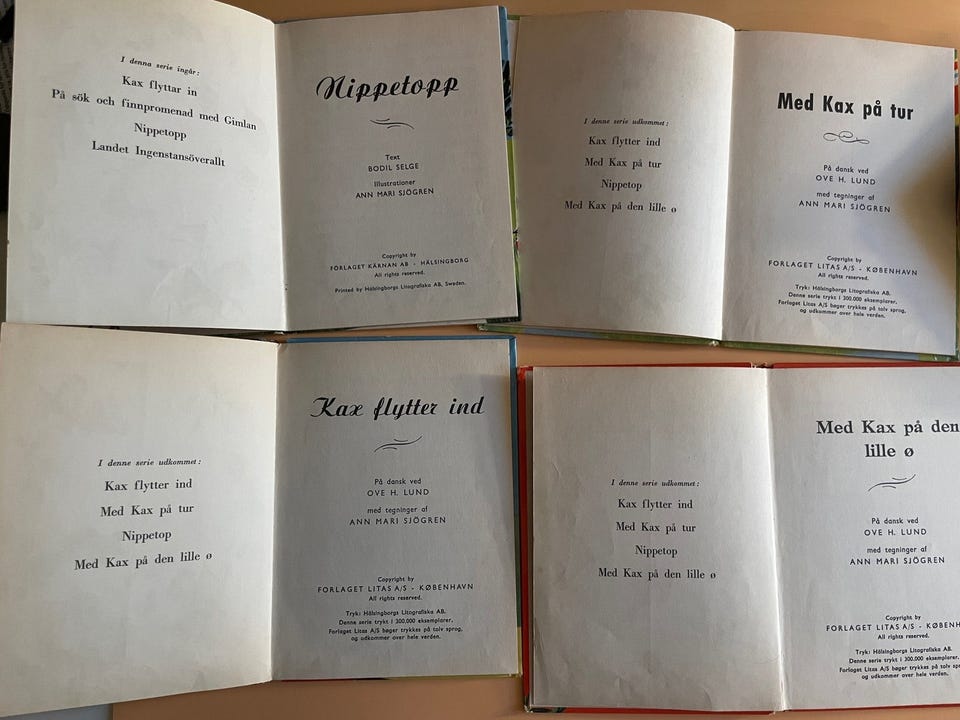 I denna serie ingår:
Kax flyttar in
På sök och finnpromenad med Gimlan
Nippetopp
Landet Ingenstansöverallt
Nippetopp
Text
BODIL SELGE
Illustrationer
ANN MARI SJÖGREN
Copyright by
FORLAGET KÄRNAN AB - HÄLSINGBORG
All rights reserved.
Printed by Hälsingborgs Litografiska AB, Sweden.
I denne serie udkommet:
Kax flytter ind
Med Kax på tur
Nippetop
Med Kax på den lille ø
Med Kax på tur
På dansk ved
OVE H. LUND
med tegninger af
ANN MARI SJÖGREN
Copyright by
FORLAGET LITAS A/S - KØBENHAVN
All rights reserved.
Tryk: Hälsingborgs Litografiska AB.
Denne serie trykt i 300.000 eksemplarer.
Forlaget Litas A/S bøger trykkes på tolv sprog,
og udkommer over hele verden.
I denne serie udkommet:
Kax flytter ind
Med Kax på tur
Nippetop
Med Kax på den lille ø
Kax flytter ind
På dansk ved
OVE H. LUND
med tegninger af
ANN MARI SJÖGREN
Copyright by
FORLAGET LITAS A/S - KØBENHAVN
All rights reserved.
Tryk: Hälsingborgs Litografiska AB.
Denne serie trykt i 300.000 eksemplarer.
Forlaget Litas A/S bøger trykkes på tolv sprog,
og udkommer over hele verden.
I denne serie udkommet:
Kax flytter ind
Med Kax på tur
Nippetop
Med Kax på den lille ø
Med Kax på den
lille ø
På dansk ved
OVE H. LUND
med tegninger af
ANN MARI SJÖGREN
Copyright by
FORLAGET LITAS A/S - KØBENH
All rights reserved.
Tryk: Hälsingborgs Litografiska AB.
Denne serie trykt i 300.000 eksemplarer.
Forlaget Litas A/S bøger trykkes på tolv sp
og udkommer over hele verden.